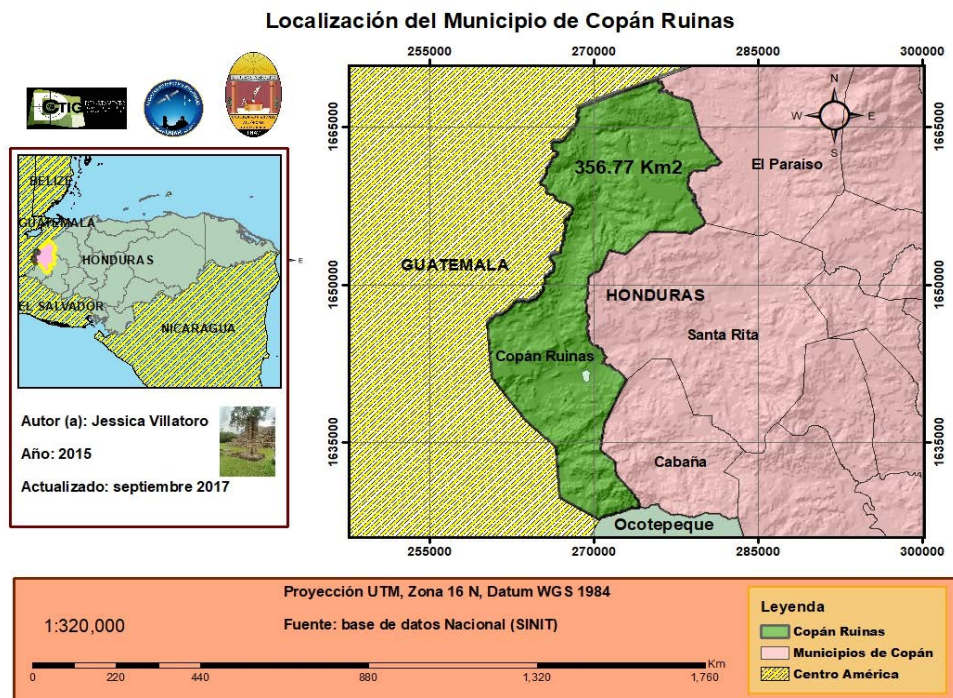 Localización del Municipio de Copán Ruinas
255000 270000 285000 300000
1665000 1665000
1650000 1650000
1635000 1635000
N
W E
S
356.77 Km2
El Paraiso
GUATEMALA
HONDURAS
Santa Rita
Copán Ruinas
Cabaña
Ocotepeque
255000 270000 285000 300000
CTIG
BELIZE
GUATEMALA
HONDURAS
E
EL SALVADOR
NICARAGUA
Autor (a): Jessica Villatoro
Año: 2015
Actualizado: septiembre 2017
Proyección UTM, Zona 16 N, Datum WGS 1984
1:320,000
Fuente: base de datos Nacional (SINIT)
Km
0 220 440 880 1,320 1,760
Leyenda
Copán Ruinas
Municipios de Copán
Centro América